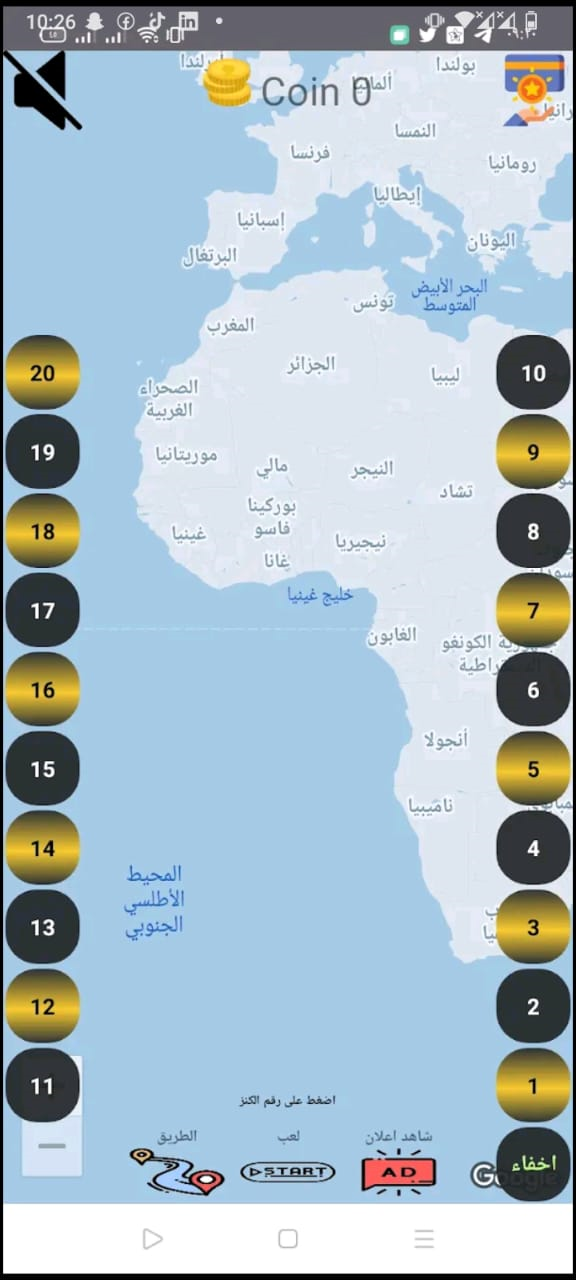 10:26
Coin 0
بولندا
ألمانيا
النمسا
فرنسا
رومانيا
إيطاليا
إسبانيا
اليونان
البرتغال
البحر الأبيض
المتوسط
تونس
المغرب
الجزائر
ليبيا
الصحراء
الغربية
موريتانيا
مالي
النيجر
تشاد
بوركينا
فاسو
غينيا
نيجيريا
غانا
خليج غينيا
الغابون
أنجولا
ناميبيا
المحيط
الأطلسي
الجنوبي
20
19
18
17
16
15
14
13
12
11
10
9
8
7
6
5
4
3
2
1
اخفاء
اضغط على رقم الكنز
شاهد اعلان
لعب
الطريق
START
AD